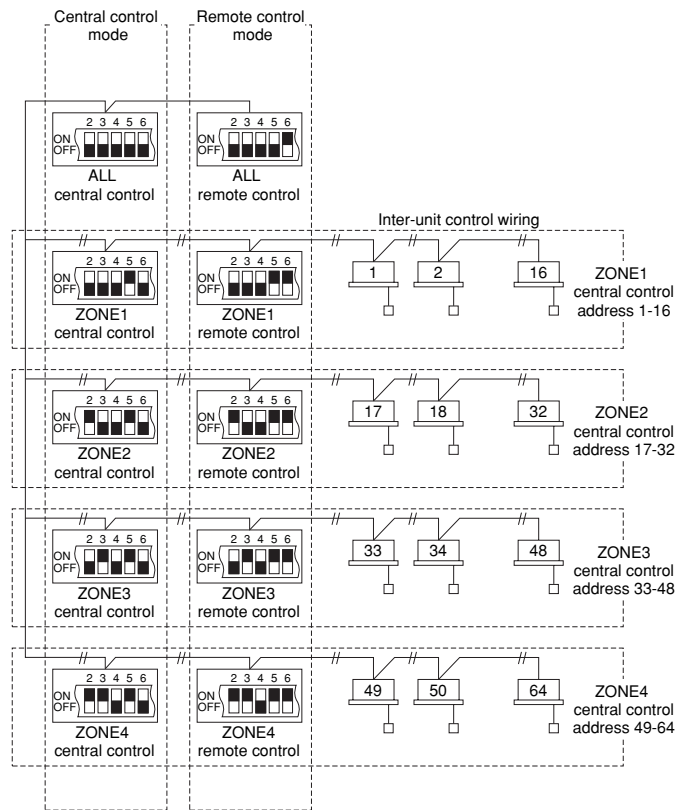 Central control
mode
Remote control
mode
2 3 4 5 6
ON
OFF
ALL
central control
2 3 4 5 6
ON
OFF
ALL
remote control
Inter-unit control wiring
2 3 4 5 6
ON
OFF
ZONE1
central control
2 3 4 5 6
ON
OFF
ZONE1
remote control
1
2
16
ZONE1
central control
address 1-16
2 3 4 5 6
ON
OFF
ZONE2
central control
2 3 4 5 6
ON
OFF
ZONE2
remote control
17
18
32
ZONE2
central control
address 17-32
2 3 4 5 6
ON
OFF
ZONE3
central control
2 3 4 5 6
ON
OFF
ZONE3
remote control
33
34
48
ZONE3
central control
address 33-48
2 3 4 5 6
ON
OFF
ZONE4
central control
2 3 4 5 6
ON
OFF
ZONE4
remote control
49
50
64
ZONE4
central control
address 49-64